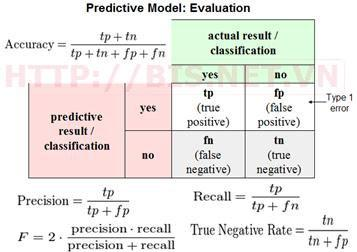 Predictive Model: Evaluation
Accuracy = tp + tn / tp + tn + fp + fn
actual result / classification
yes no
predictive result / classification
yes
tp (true positive)
fp (false positive)
Type 1 error
no
fn (false negative)
tn (true negative)
HTTP://BIS.NET.VN
Precision = tp / tp + fp
Recall = tp / tp + fn
F = 2 · precision · recall / precision + recall
True Negative Rate = tn / tn + fp